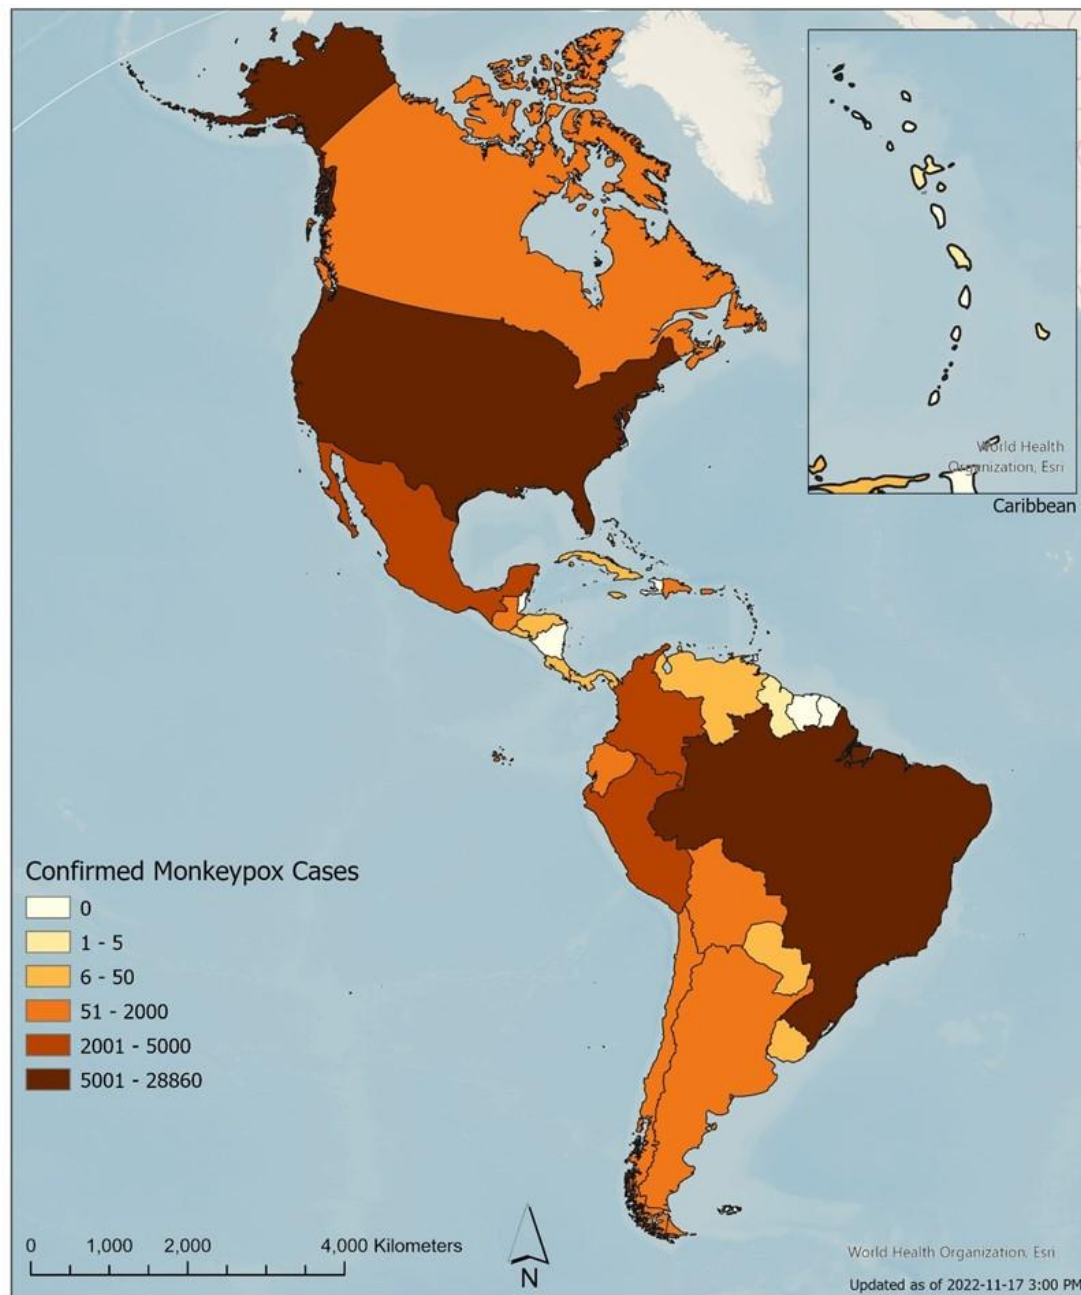 World Health
Organization, Esri
Caribbean
Confirmed Monkeypox Cases
0
1 - 5
6 - 50
51 - 2000
2001 - 5000
5001 - 28860
0 1,000 2,000 4,000 Kilometers
N
World Health Organization, Esri
Updated as of 2022-11-17 3:00 PM